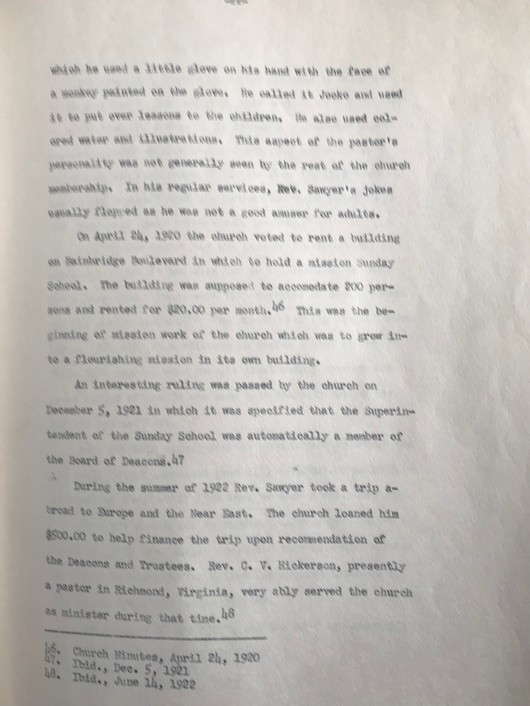 which he used a little glove on his hand with the face of
a monkey painted on the glove. He called it Jocko and used
it to put over lessons to the children. He also used col-
ored water and illustrations. This aspect of the pastor's
personality was not generally seen by the rest of the church
membership. In his regular services, Rev. Sawyer's jokes
usually flopped as he was not a good amuser for adults.
On April 24, 1920 the church voted to rent a building
on Bainbridge Boulevard in which to hold a mission Sunday
School. The building was supposed to accomodate 200 per-
sons and rented for $20.00 per month.46 This was the be-
ginning of mission work of the church which was to grow in-
to a flourishing mission in its own building.
An interesting ruling was passed by the church on
December 5, 1921 in which it was specified that the Superin-
tendent of the Sunday School was automatically a member of
the Board of Deacons.47
During the summer of 1922 Rev. Sawyer took a trip a-
broad to Europe and the Near East. The church loaned him
$500.00 to help finance the trip upon recommendation of
the Deacons and Trustees. Rev. C. V. Hickerson, presently
a pastor in Richmond, Virginia, very ably served the church
as minister during that time.48
46. Church Minutes, April 24, 1920
47. Ibid., Dec. 5, 1921
48. Ibid., June 14, 1922